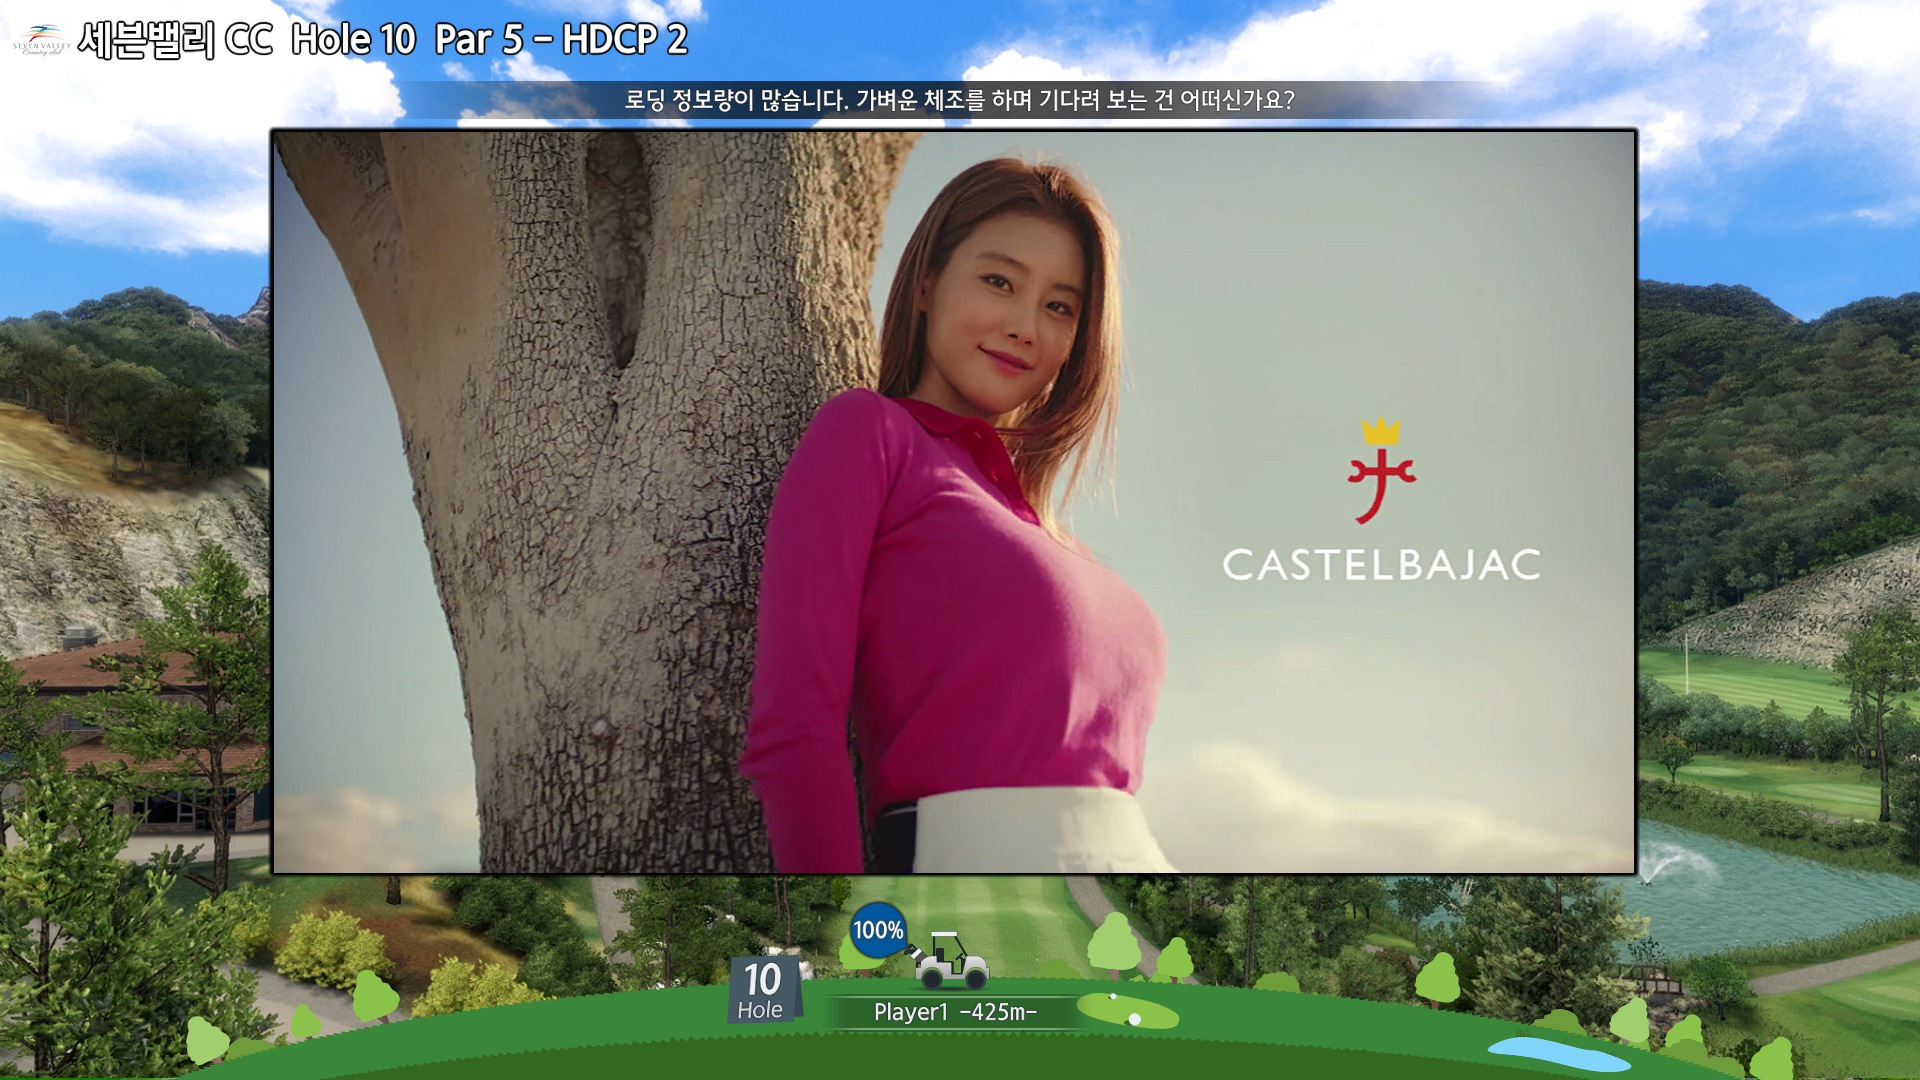 SEVEN VALLEY
Country club
세븐밸리 CC Hole 10 Par 5 - HDCP 2
로딩 정보량이 많습니다. 가벼운 체조를 하며 기다려 보는 건 어떠신가요?
CASTELBAJAC
100%
10
Hole
Player1 -425m-